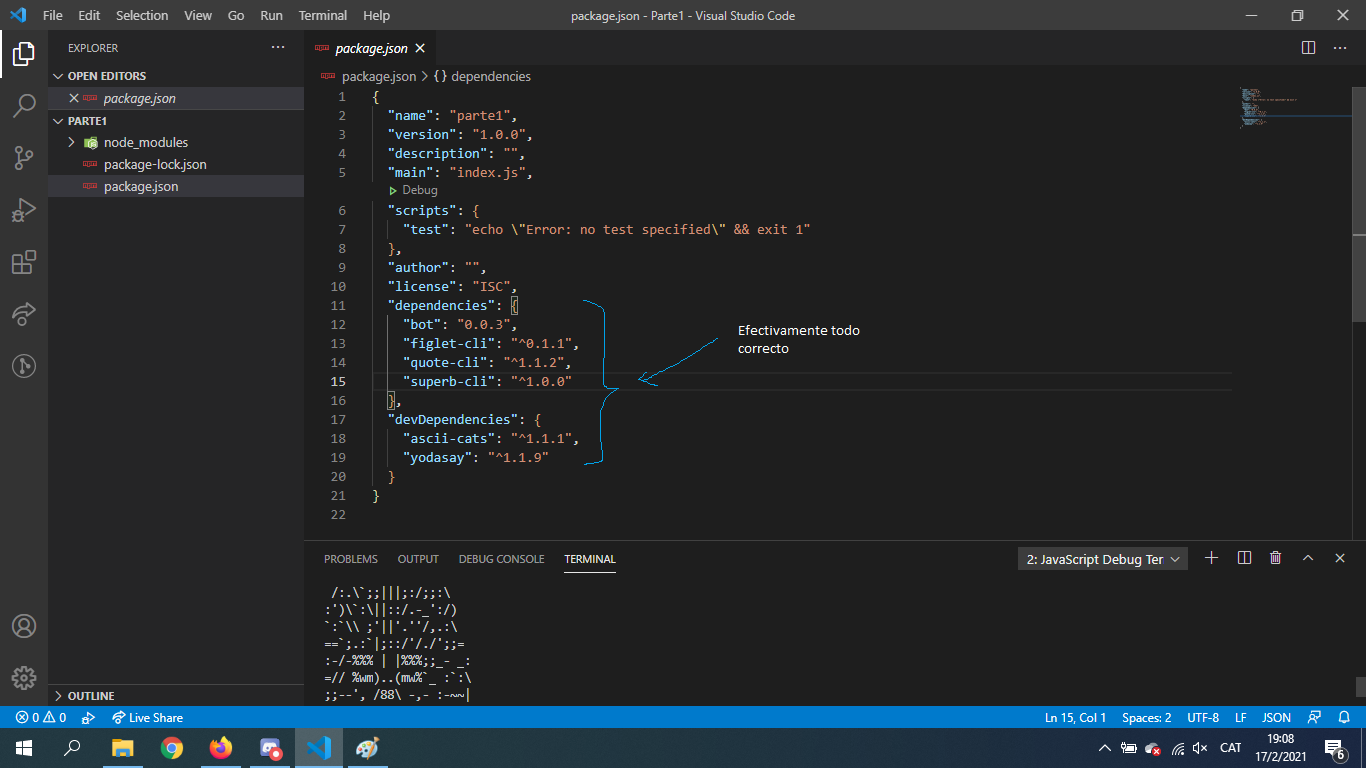 File Edit Selection View Go Run Terminal Help package.json - Parte1 - Visual Studio Code
EXPLORER
OPEN EDITORS
package.json
PARTE1
node_modules
package-lock.json
package.json
OUTLINE
package.json
package.json > {} dependencies
1 {
2 "name": "parte1",
3 "version": "1.0.0",
4 "description": "",
5 "main": "index.js",
Debug
6 "scripts": {
7 "test": "echo \"Error: no test specified\" && exit 1"
8 },
9 "author": "",
10 "license": "ISC",
11 "dependencies": {
12 "bot": "0.0.3",
13 "figlet-cli": "^0.1.1",
14 "quote-cli": "^1.1.2",
15 "superb-cli": "^1.0.0"
16 },
17 "devDependencies": {
18 "ascii-cats": "^1.1.1",
19 "yodasay": "^1.1.9"
20 }
21 }
22
Efectivamente todo
correcto
PROBLEMS OUTPUT DEBUG CONSOLE TERMINAL 2: JavaScript Debug Ter
/:.\`;;|||;:/;;:\
:')\`:\||::/.-_':/)
`:`\\ ;'||'.''/,.:\
==`;.:`|;::/'/./';;=
:-/-%%% | |%%%;;_- _:
=// %wm)..(mw%`_ :`:\
;;--', /88\ -,- :-~~|
0 0 Live Share Ln 15, Col 1 Spaces: 2 UTF-8 LF JSON
CAT 19:08
17/2/2021
6